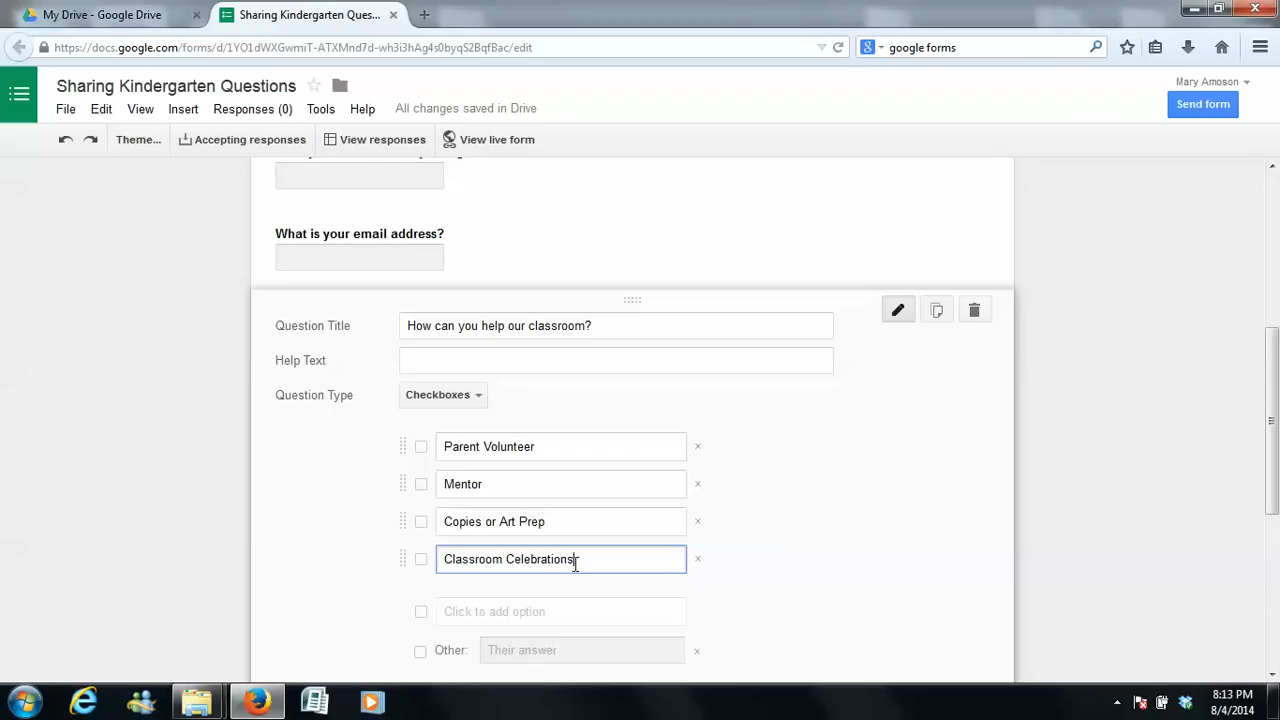 My Drive - Google Drive
Sharing Kindergarten Ques...
https://docs.google.com/forms/d/1YO1dWXGwmiT-ATXMnd7d-wh3i3hAg4s0byqS2BqfBac/edit
google forms
Sharing Kindergarten Questions
Mary Amoson
File Edit View Insert Responses (0) Tools Help All changes saved in Drive
Send form
Theme... Accepting responses View responses View live form
What is your email address?
Question Title How can you help our classroom?
Help Text
Question Type Checkboxes
Parent Volunteer
Mentor
Copies or Art Prep
Classroom Celebrations
Click to add option
Other: Their answer
8:13 PM
8/4/2014